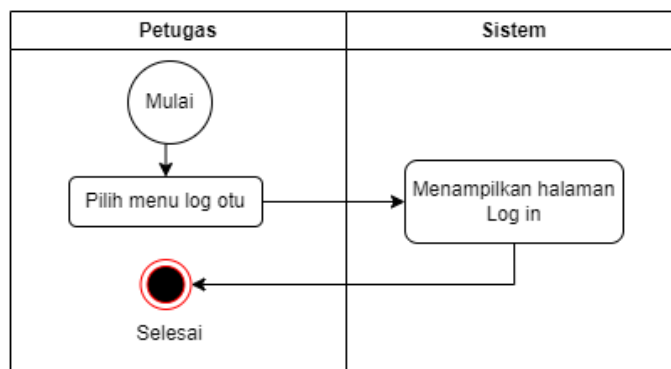 Petugas
Sistem
Mulai
Pilih menu log otu
Menampilkan halaman
Log in
Selesai